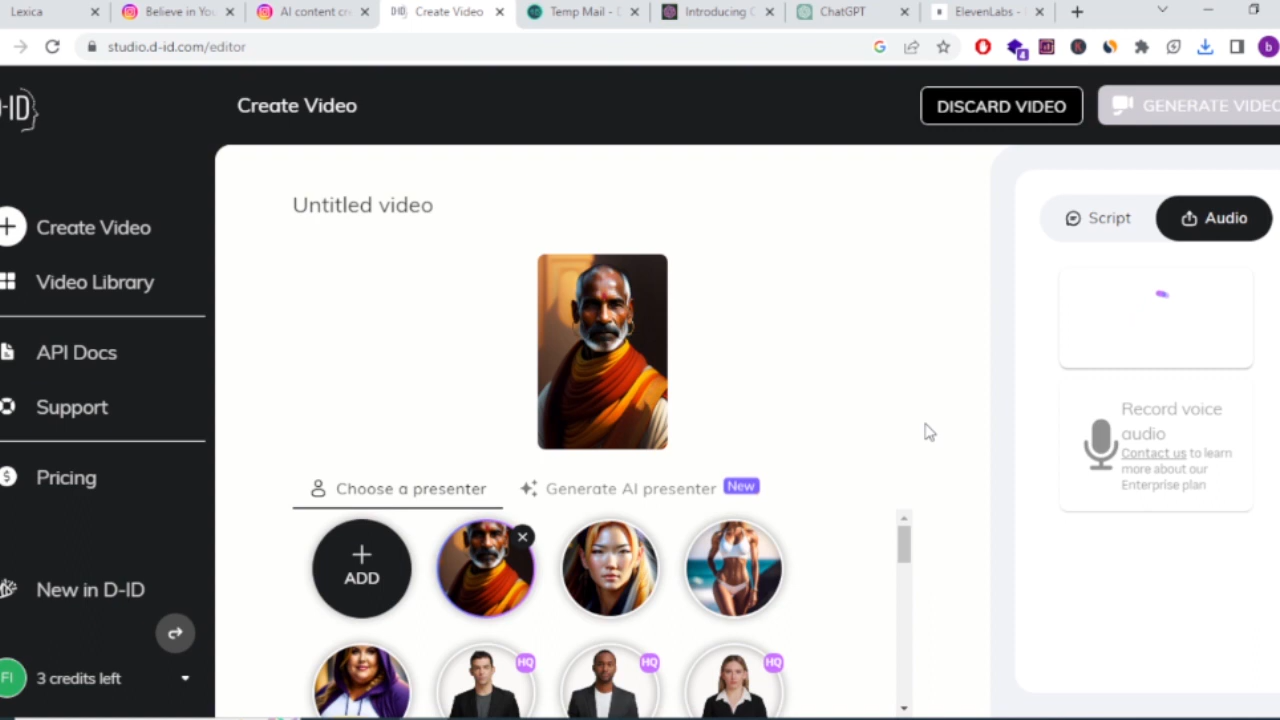 Lexica
Believe in You
AI content cr
Create Video
Temp Mail - D
Introducing C
ChatGPT
ElevenLabs -
studio.d-id.com/editor
4
b
D-ID
Create Video
DISCARD VIDEO
GENERATE VIDEO
Untitled video
Script
Audio
Create Video
Video Library
Record voice
audio
Contact us to learn
more about our
Enterprise plan
API Docs
Support
Pricing
Choose a presenter
Generate AI presenter
New
ADD
New in D-ID
HQ
HQ
HQ
FI
3 credits left